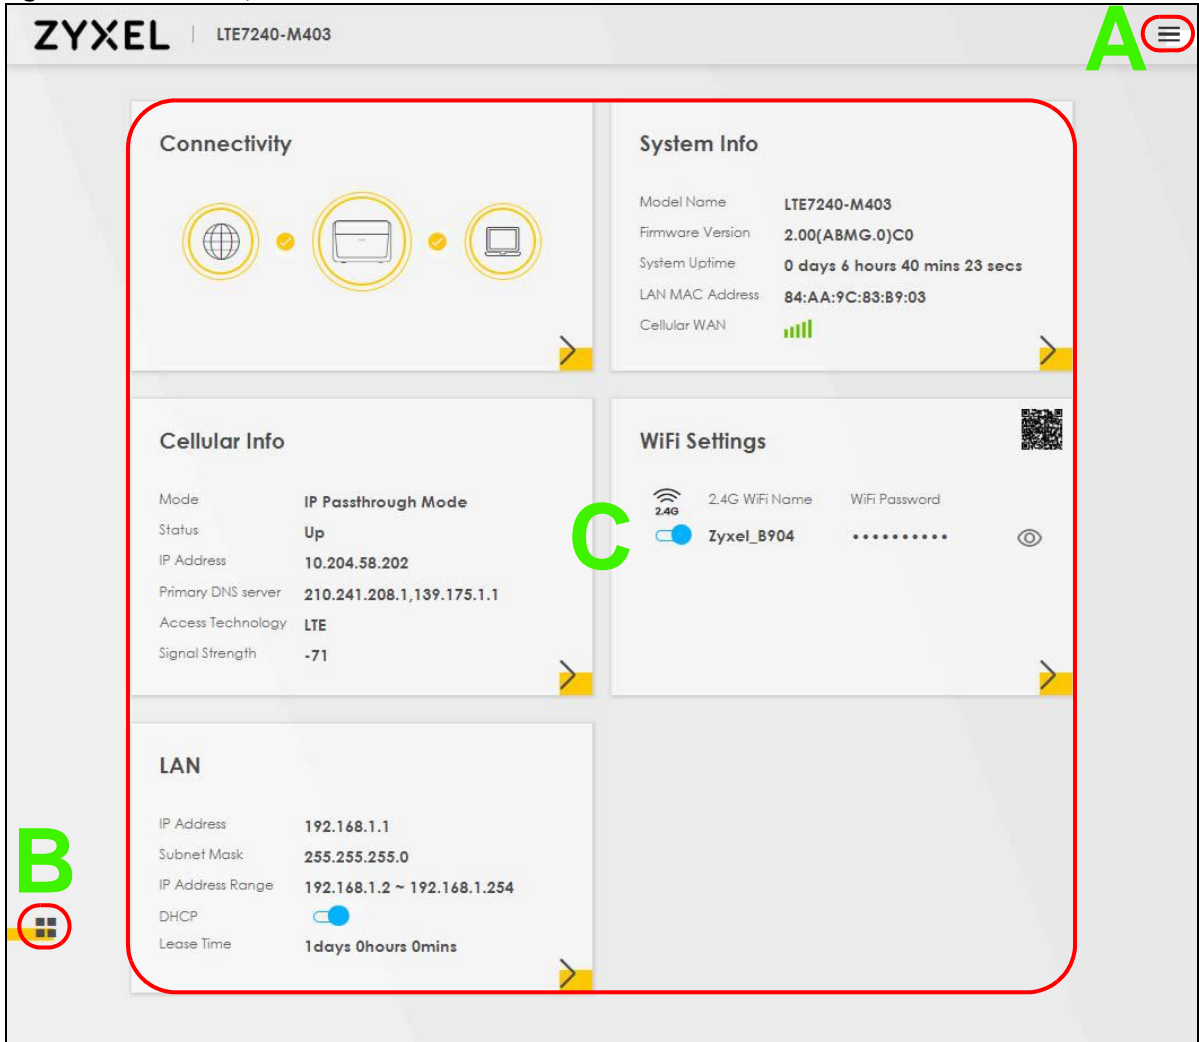 ZYXEL LTE7240-M403
A
Connectivity
System Info
Model Name LTE7240-M403
Firmware Version 2.00(ABMG.0)C0
System Uptime 0 days 6 hours 40 mins 23 secs
LAN MAC Address 84:AA:9C:83:B9:03
Cellular WAN
Cellular Info
Mode IP Passthrough Mode
Status Up
IP Address 10.204.58.202
Primary DNS server 210.241.208.1,139.175.1.1
Access Technology LTE
Signal Strength -71
WiFi Settings
C
2.4G 2.4G WiFi Name WiFi Password
Zyxel_B904 ••••••••••
LAN
IP Address 192.168.1.1
Subnet Mask 255.255.255.0
IP Address Range 192.168.1.2 ~ 192.168.1.254
DHCP
Lease Time 1days 0hours 0mins
B